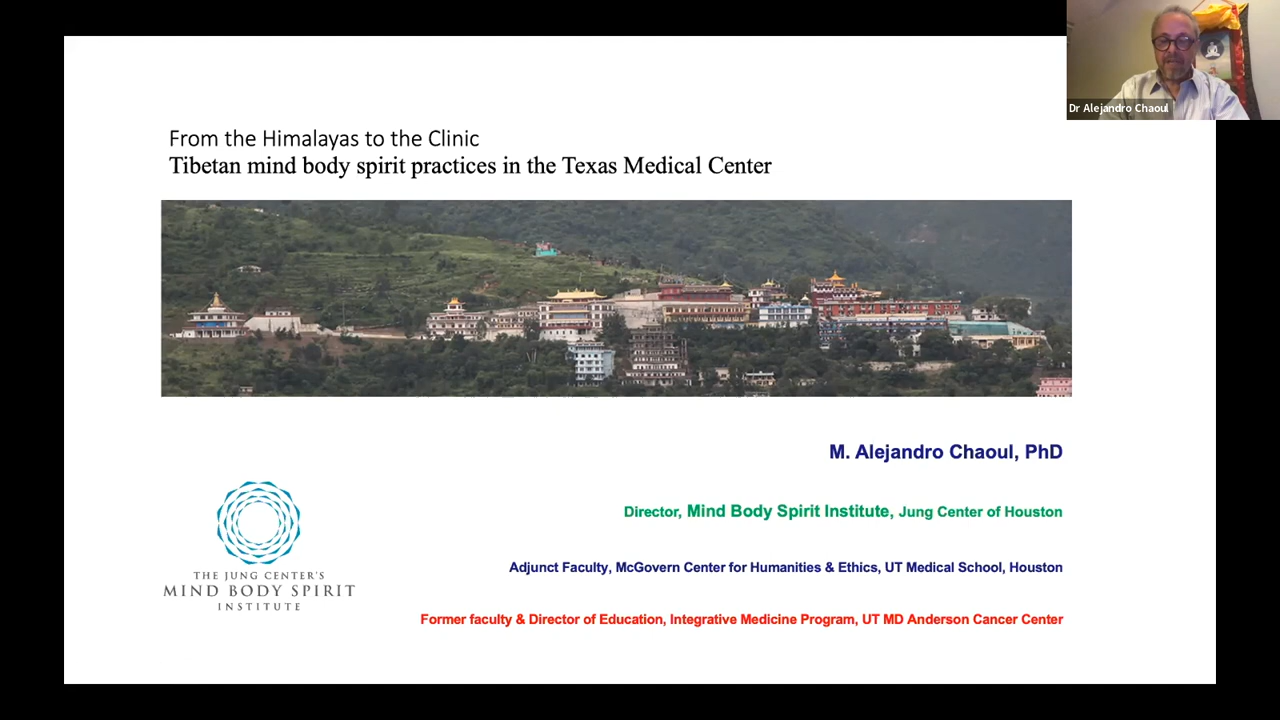 Dr Alejandro Chaoul
From the Himalayas to the Clinic
Tibetan mind body spirit practices in the Texas Medical Center
M. Alejandro Chaoul, PhD
Director, Mind Body Spirit Institute, Jung Center of Houston
Adjunct Faculty, McGovern Center for Humanities & Ethics, UT Medical School, Houston
Former faculty & Director of Education, Integrative Medicine Program, UT MD Anderson Cancer Center
THE JUNG CENTER'S
MIND BODY SPIRIT
INSTITUTE